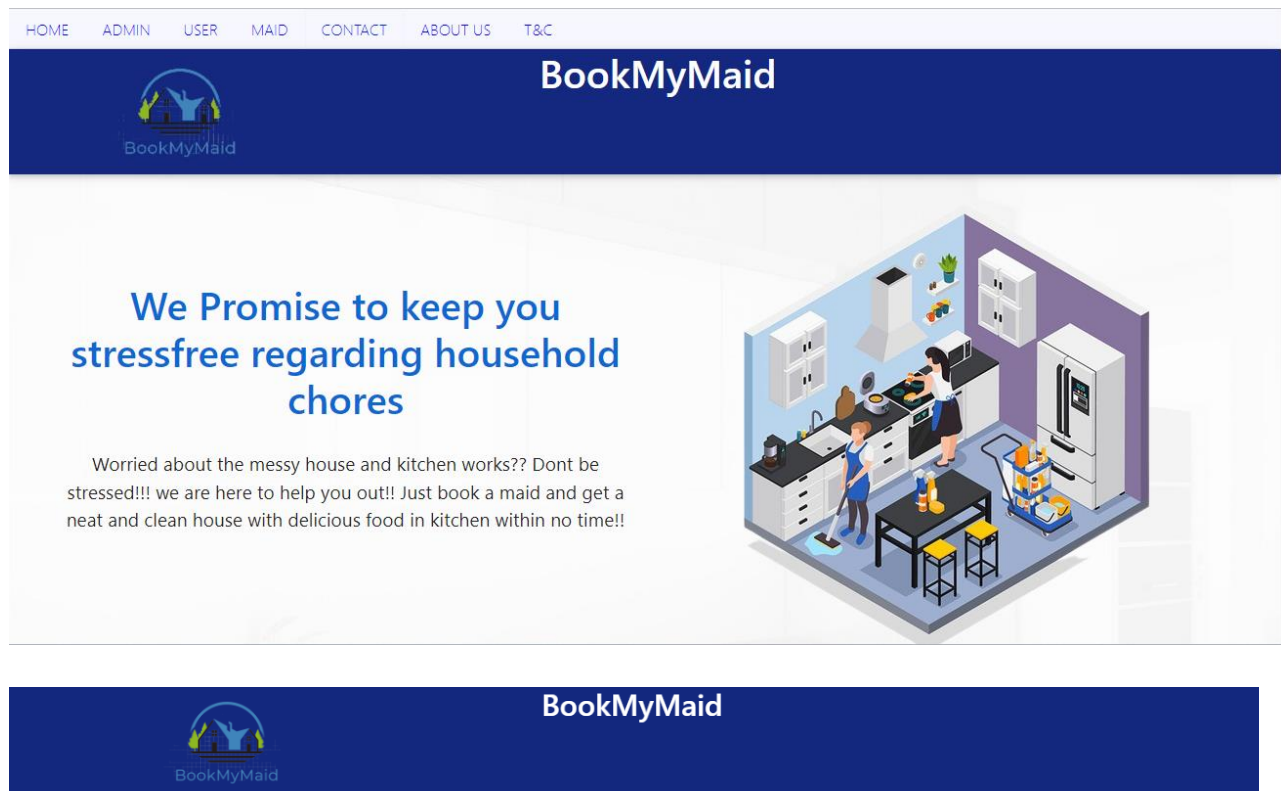 HOME ADMIN USER MAID CONTACT ABOUT US T&C
BookMyMaid
BookMyMaid
We Promise to keep you
stressfree regarding household
chores
Worried about the messy house and kitchen works?? Dont be
stressed!!! we are here to help you out!! Just book a maid and get a
neat and clean house with delicious food in kitchen within no time!!
BookMyMaid
BookMyMaid